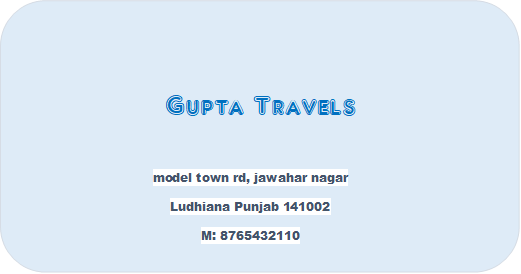 Gupta Travels
model town rd, jawahar nagar
Ludhiana Punjab 141002
M: 8765432110